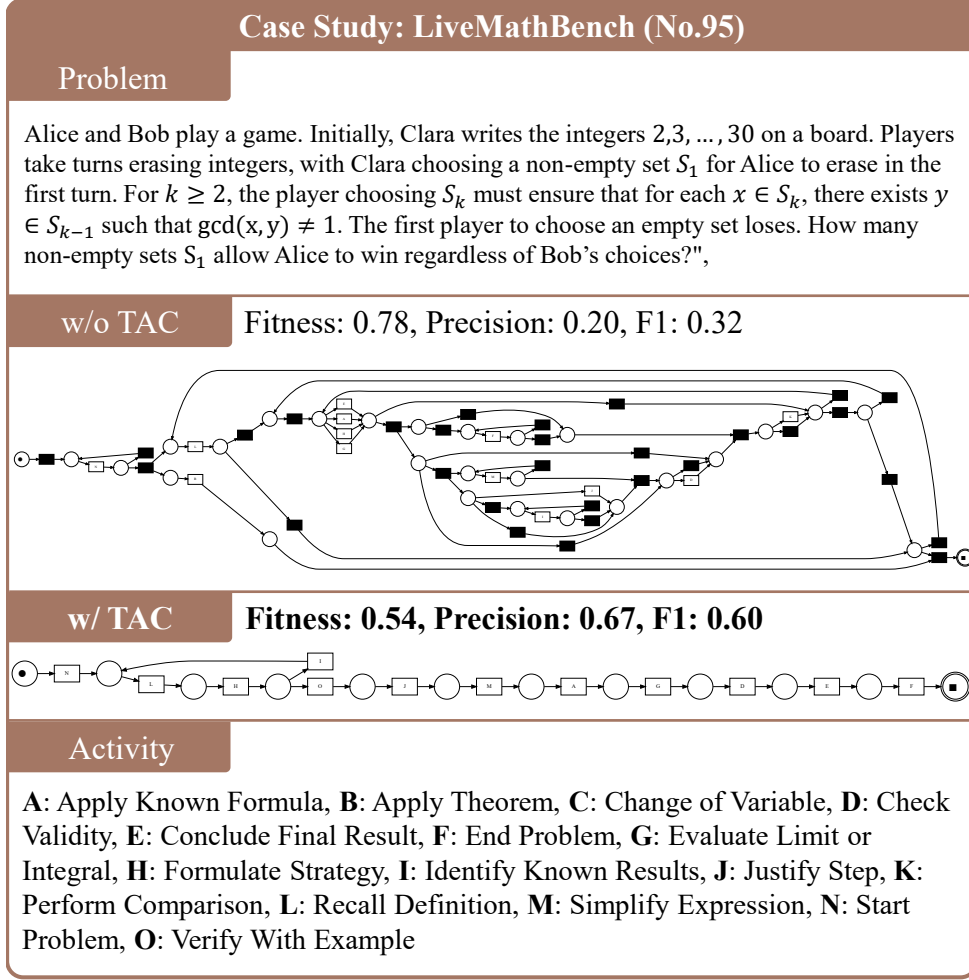 Case Study: LiveMathBench (No.95)
Problem
Alice and Bob play a game. Initially, Clara writes the integers 2,3, … , 30 on a board. Players
take turns erasing integers, with Clara choosing a non-empty set S₁ for Alice to erase in the
first turn. For k ≥ 2, the player choosing Sₖ must ensure that for each x ∈ Sₖ, there exists y
∈ Sₖ₋₁ such that gcd(x, y) ≠ 1. The first player to choose an empty set loses. How many
non-empty sets S₁ allow Alice to win regardless of Bob's choices?",
w/o TAC
Fitness: 0.78, Precision: 0.20, F1: 0.32
w/ TAC
Fitness: 0.54, Precision: 0.67, F1: 0.60
I
N
L
H
O
J
M
A
G
D
E
F
Activity
A: Apply Known Formula, B: Apply Theorem, C: Change of Variable, D: Check
Validity, E: Conclude Final Result, F: End Problem, G: Evaluate Limit or
Integral, H: Formulate Strategy, I: Identify Known Results, J: Justify Step, K:
Perform Comparison, L: Recall Definition, M: Simplify Expression, N: Start
Problem, O: Verify With Example